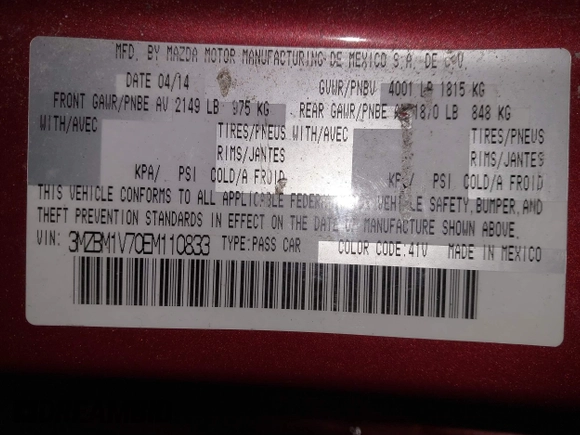 MFD. BY MAZDA MOTOR MANUFACTURING DE MEXICO S.A. DE C.V.
DATE 04/14 GVWR/PNBV 4001 LB 1815 KG
FRONT GAWR/PNBE AV 2149 LB 975 KG REAR GAWR/PNBE 1870 LB 848 KG
WITH/AVEC TIRES/PNEUS WITH/AVEC TIRES/PNEUS
RIMS/JANTES RIMS/JANTES
KPA/ PSI COLD/A FROID KPA/ PSI COLD/A FROID
THIS VEHICLE CONFORMS TO ALL APPLICABLE FEDERAL VEHICLE SAFETY, BUMPER, AND
THEFT PREVENTION STANDARDS IN EFFECT ON THE DATE OF MANUFACTURE SHOWN ABOVE.
VIN: 3MZBM1V70EM110833 TYPE:PASS CAR COLOR CODE:41V MADE IN MEXICO